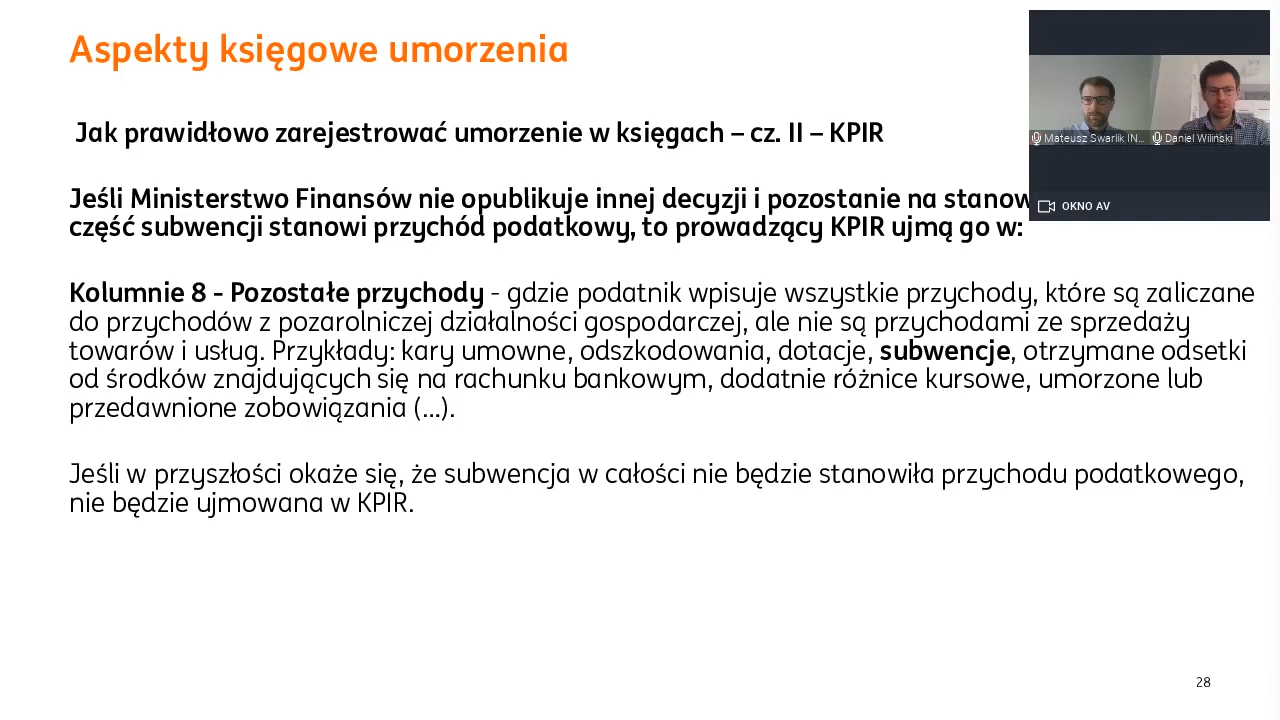 Aspekty księgowe umorzenia
Jak prawidłowo zarejestrować umorzenie w księgach – cz. II – KPIR
Jeśli Ministerstwo Finansów nie opublikuje innej decyzji i pozostanie na
część subwencji stanowi przychód podatkowy, to prowadzący KPIR ujmą go w:
Kolumnie 8 - Pozostałe przychody - gdzie podatnik wpisuje wszystkie przychody, które są zaliczane
do przychodów z pozarolniczej działalności gospodarczej, ale nie są przychodami ze sprzedaży
towarów i usług. Przykłady: kary umowne, odszkodowania, dotacje, subwencje, otrzymane odsetki
od środków znajdujących się na rachunku bankowym, dodatnie różnice kursowe, umorzone lub
przedawnione zobowiązania (...).
Jeśli w przyszłości okaże się, że subwencja w całości nie będzie stanowiła przychodu podatkowego,
nie będzie ujmowana w KPIR.
Mateusz Swarlik IN...
Daniel Wiliński
OKNO AV
28